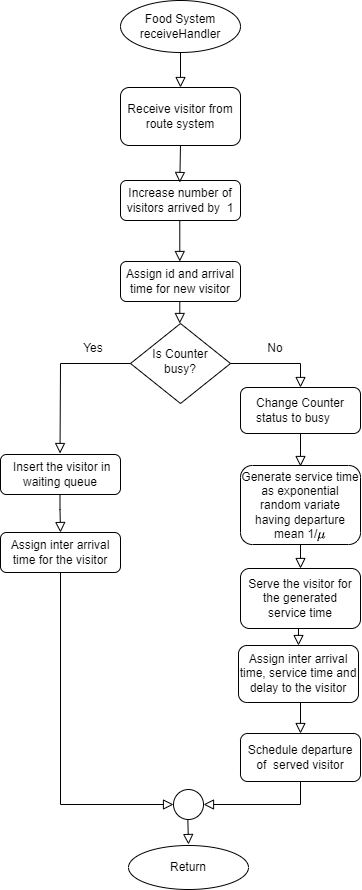 Food System
receiveHandler
Receive visitor from
route system
Increase number of
visitors arrived by 1
Assign id and arrival
time for new visitor
Is Counter
busy?
Yes
No
Insert the visitor in
waiting queue
Assign inter arrival
time for the visitor
Change Counter
status to busy
Generate service time
as exponential
random variate
having departure
mean 1/μ
Serve the visitor for
the generated
service time
Assign inter arrival
time, service time and
delay to the visitor
Schedule departure
of served visitor
Return